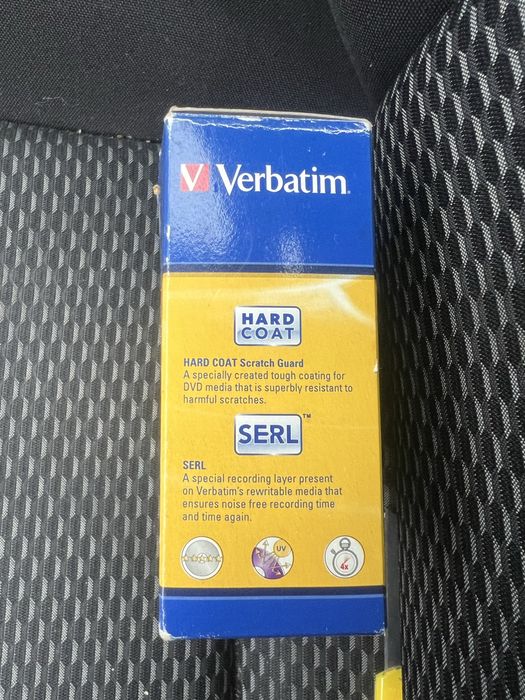 V Verbatim®
HARD
COAT
HARD COAT Scratch Guard
A specially created tough coating for
DVD media that is superbly resistant to
harmful scratches.
SERL™
SERL
A special recording layer present
on Verbatim's rewritable media that
ensures noise free recording time
and time again.
UV
4x